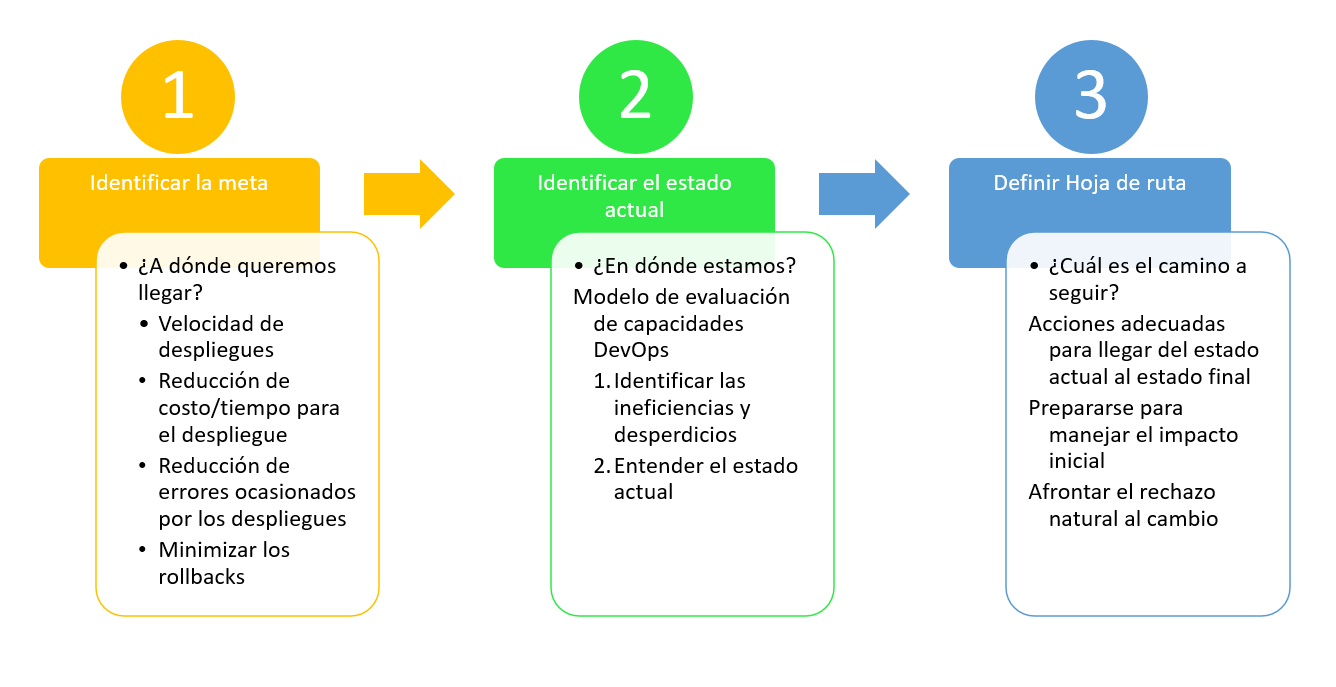 1
Identificar la meta
• ¿A dónde queremos
llegar?
• Velocidad de
despliegues
• Reducción de
costo/tiempo para
el despliegue
• Reducción de
errores ocasionados
por los despliegues
• Minimizar los
rollbacks
2
Identificar el estado
actual
• ¿En dónde estamos?
Modelo de evaluación
de capacidades
DevOps
1. Identificar las
ineficiencias y
desperdicios
2. Entender el estado
actual
3
Definir Hoja de ruta
• ¿Cuál es el camino a
seguir?
Acciones adecuadas
para llegar del estado
actual al estado final
Prepararse para
manejar el impacto
inicial
Afrontar el rechazo
natural al cambio